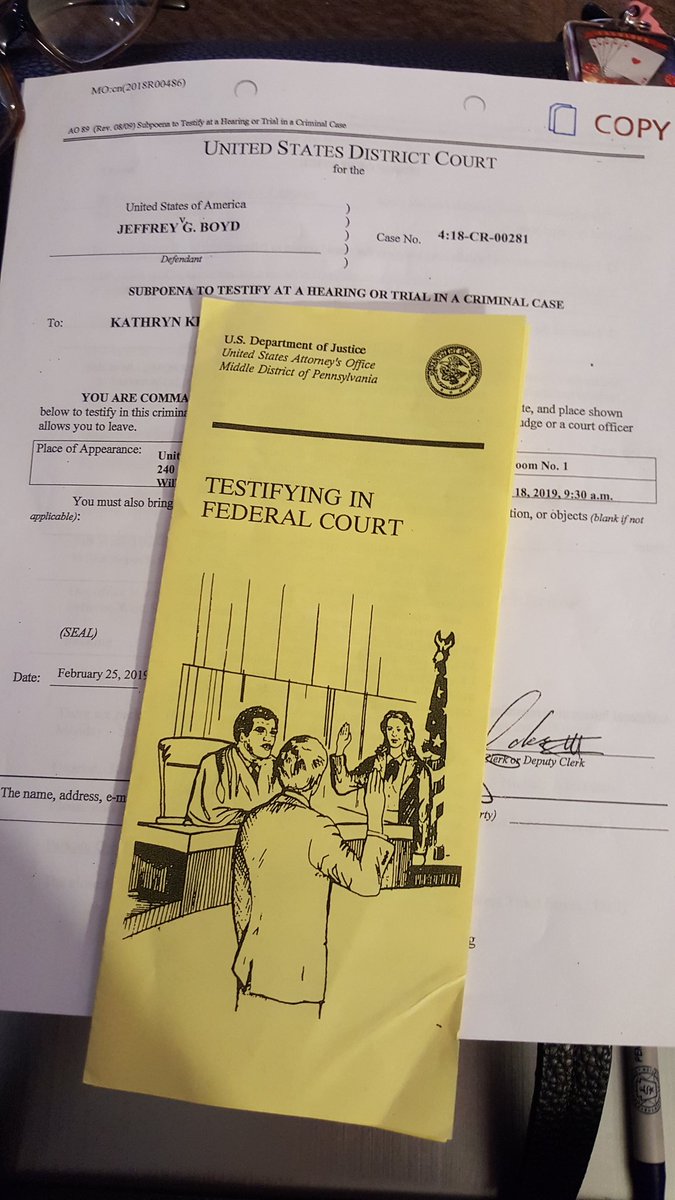 MO:cn(2018R00486)
AO 89 (Rev. 08/09) Subpoena to Testify at a Hearing or Trial in a Criminal Case
COPY
UNITED STATES DISTRICT COURT
for the
United States of America
v.
JEFFREY G. BOYD
Defendant
)
)
)
)
)
Case No. 4:18-CR-00281
SUBPOENA TO TESTIFY AT A HEARING OR TRIAL IN A CRIMINAL CASE
To: KATHRYN
YOU ARE COMMA
below to testify in this crimina
allows you to leave.
te, and place shown
udge or a court officer
Place of Appearance:
Unit
240
Wil
oom No. 1
18, 2019, 9:30 a.m.
You must also bring
tion, or objects (blank if not
applicable):
(SEAL)
Date: February 25, 2019
Clerk or Deputy Clerk
The name, address, e-m
rty)
g
U.S. Department of Justice
United States Attorney's Office
Middle District of Pennsylvania
TESTIFYING IN
FEDERAL COURT